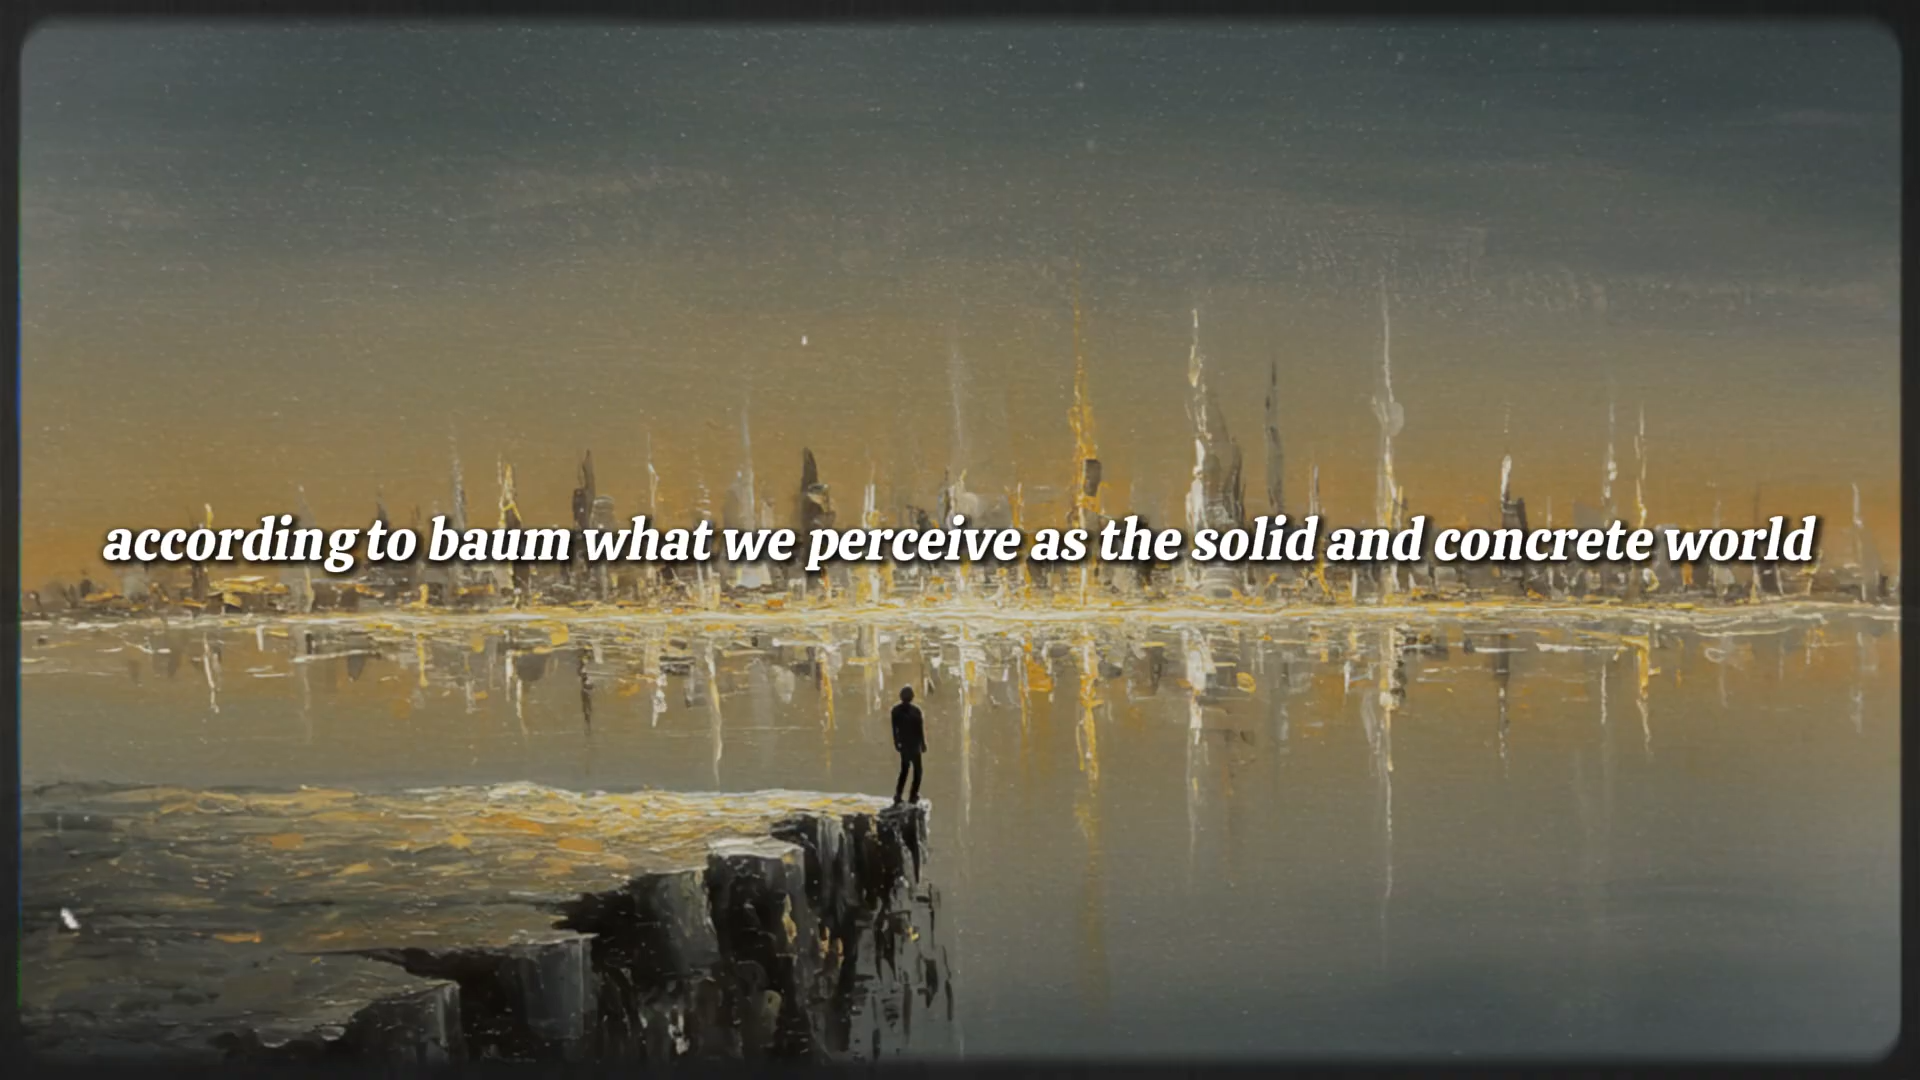 according to baum what we perceive as the solid and concrete world